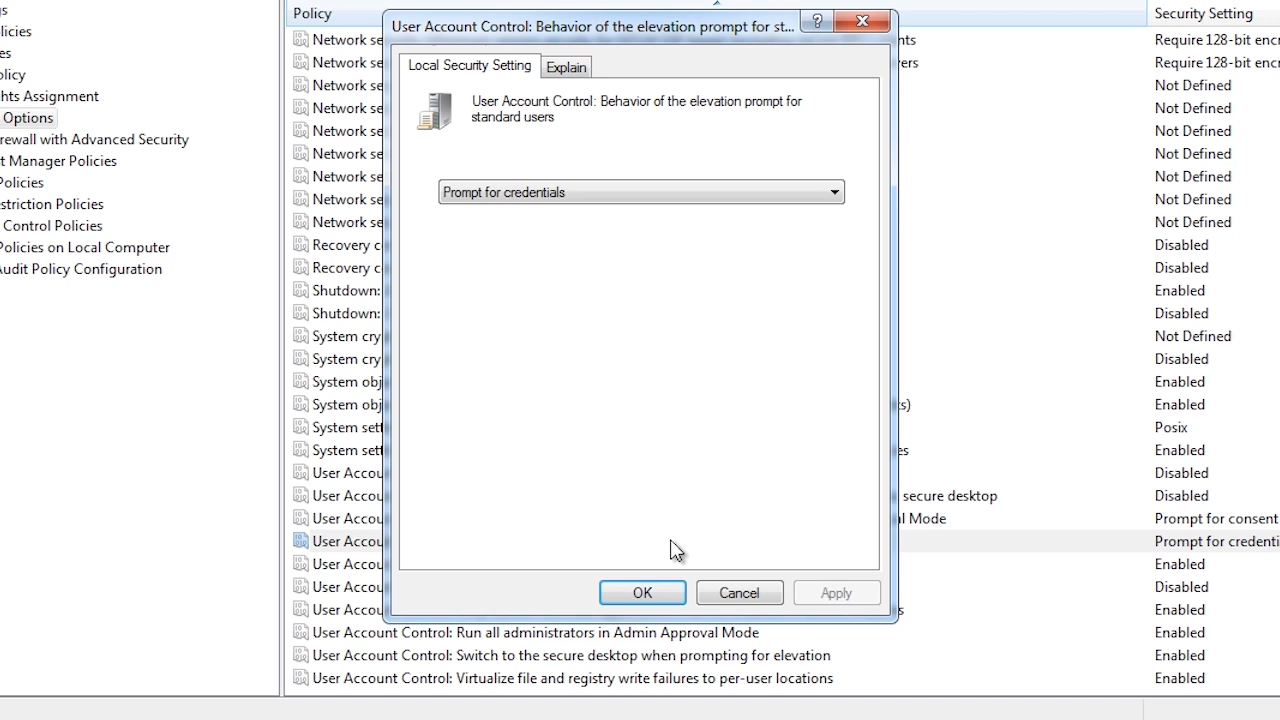 gs
licies
es
olicy
hts Assignment
Options
rewall with Advanced Security
t Manager Policies
Policies
striction Policies
Control Policies
Policies on Local Computer
Audit Policy Configuration
Policy
Security Setting
Network se
nts
Require 128-bit encr
Network se
vers
Require 128-bit encr
Network se
Not Defined
Network se
Not Defined
Network se
Not Defined
Network se
Not Defined
Network se
Not Defined
Network se
Not Defined
Network se
Not Defined
Recovery c
Disabled
Recovery c
Disabled
Shutdown:
Enabled
Shutdown:
Disabled
System cry
Not Defined
System cry
Disabled
System obj
Enabled
System obj
ts)
Enabled
System sett
Posix
System sett
es
Enabled
User Accou
Disabled
User Accou
secure desktop
Disabled
User Accou
al Mode
Prompt for consent
User Accou
Prompt for credenti
User Accou
Enabled
User Accou
Disabled
User Accou
s
Enabled
User Account Control: Run all administrators in Admin Approval Mode
Enabled
User Account Control: Switch to the secure desktop when prompting for elevation
Enabled
User Account Control: Virtualize file and registry write failures to per-user locations
Enabled
User Account Control: Behavior of the elevation prompt for st...
?
Local Security Setting
Explain
User Account Control: Behavior of the elevation prompt for
standard users
Prompt for credentials
OK
Cancel
Apply